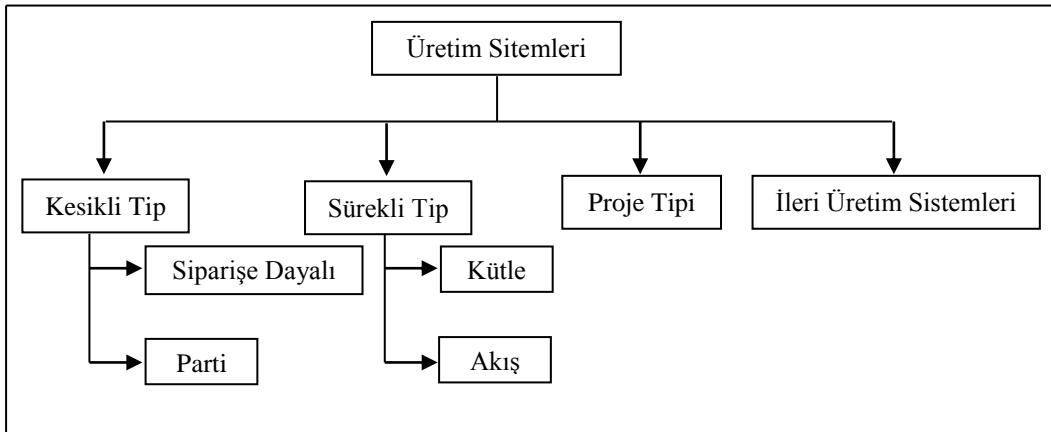 Üretim Sitemleri
Kesikli Tip
Sürekli Tip
Proje Tipi
İleri Üretim Sistemleri
Siparişe Dayalı
Kütle
Parti
Akış